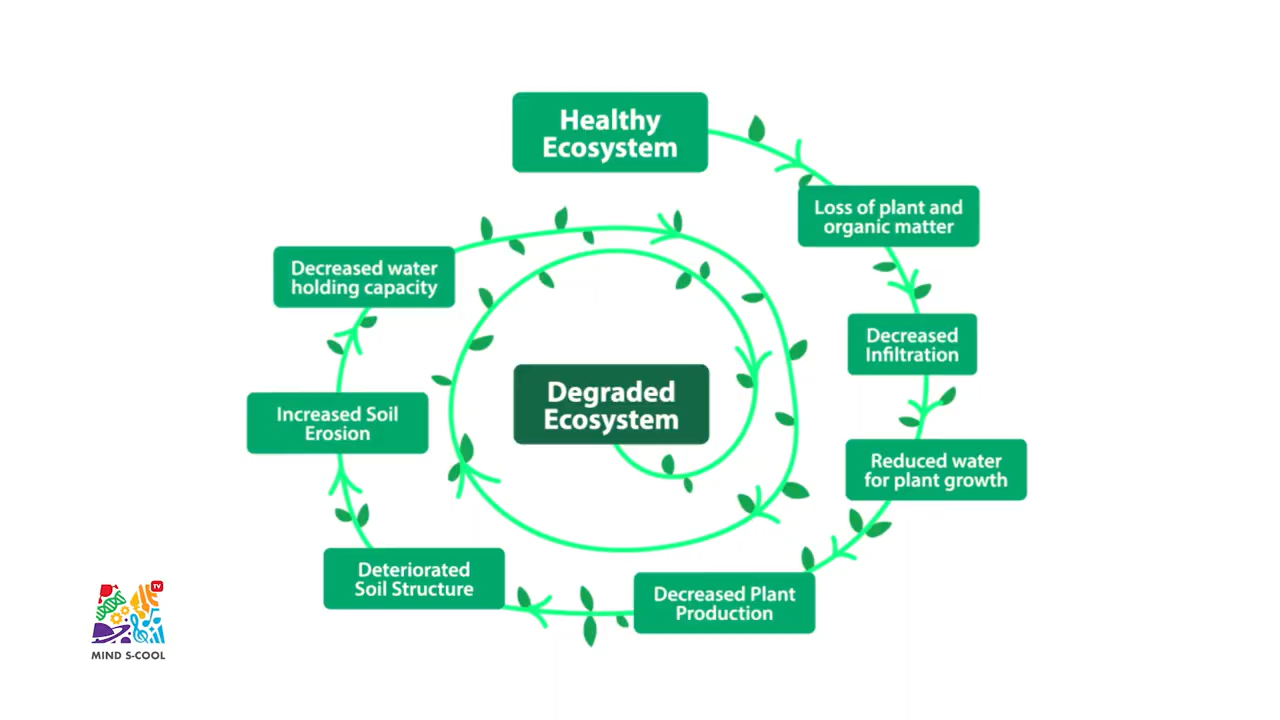 Healthy
Ecosystem
Loss of plant and
organic matter
Decreased
Infiltration
Reduced water
for plant growth
Decreased Plant
Production
Deteriorated
Soil Structure
Increased Soil
Erosion
Decreased water
holding capacity
Degraded
Ecosystem
TV
MIND S-COOL